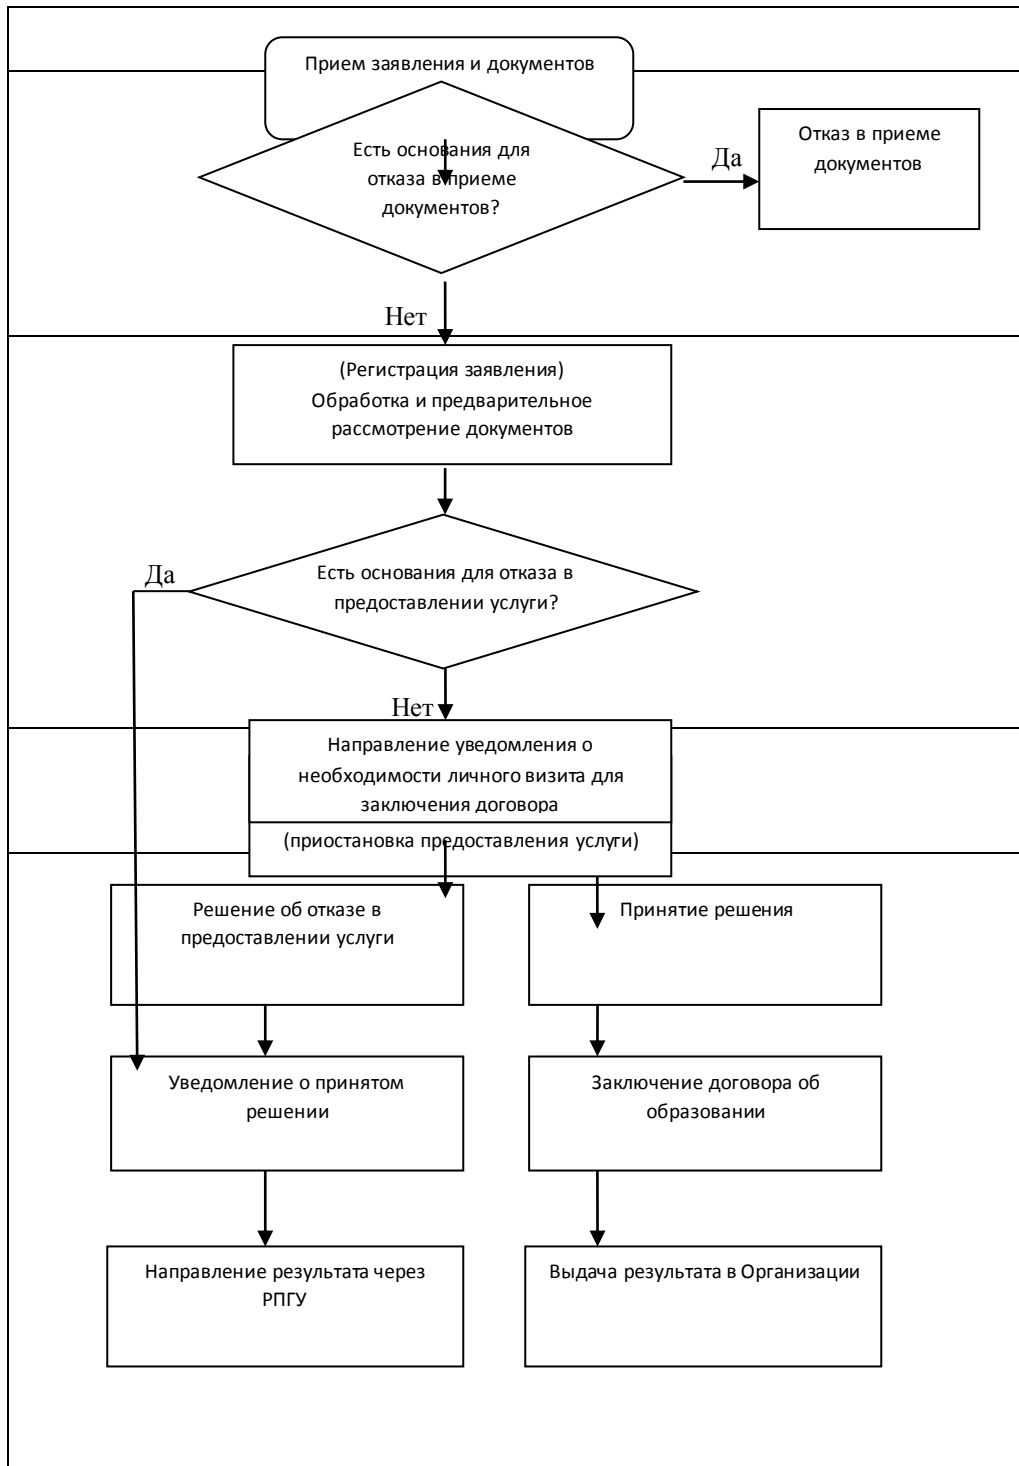 Прием заявления и документов
Есть основания для
отказа в приеме
документов?
Да
Отказ в приеме
документов
Нет
(Регистрация заявления)
Обработка и предварительное
рассмотрение документов
Есть основания для отказа в
предоставлении услуги?
Да
Нет
Направление уведомления о
необходимости личного визита для
заключения договора
(приостановка предоставления услуги)
Решение об отказе в
предоставлении услуги
Принятие решения
Уведомление о принятом
решении
Заключение договора об
образовании
Направление результата через
РПГУ
Выдача результата в Организации